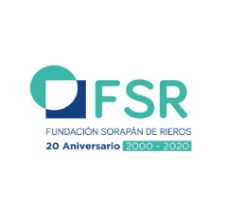 FSR
FUNDACIÓN SORAPÁN DE RIEROS
20 Aniversario 2000 - 2020